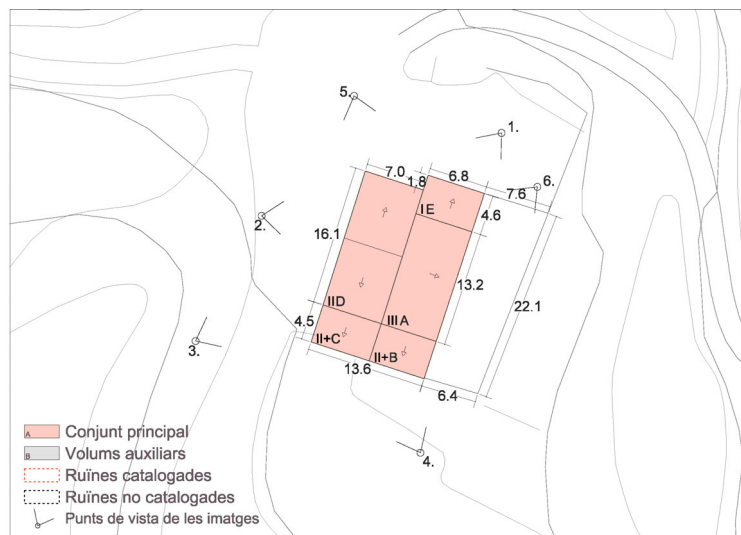 5.
1.
7.0
1.8
6.8
7.6
6.
I E
4.6
2.
16.1
13.2
22.1
II D
III A
4.5
II+C
II+B
3.
13.6
6.4
4.
A Conjunt principal
B Volums auxiliars
Ruïnes catalogades
Ruïnes no catalogades
Punts de vista de les imatges